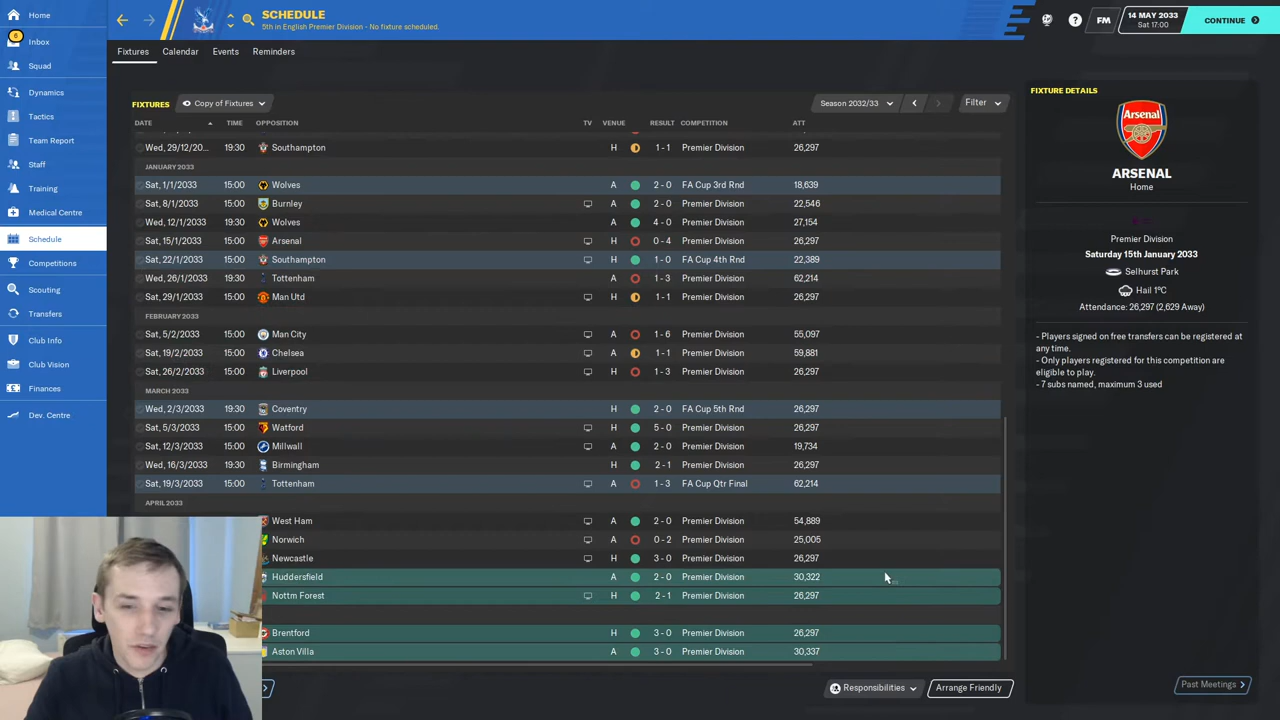 Home
SCHEDULE
5th in English Premier Division - No fixture scheduled.
FM
14 MAY 2033
Sat 17:00
CONTINUE
6
Inbox
Squad
Dynamics
Tactics
Team Report
Staff
Training
Medical Centre
Schedule
Competitions
Scouting
Transfers
Club Info
Club Vision
Finances
Dev. Centre
Fixtures Calendar Events Reminders
FIXTURES Copy of Fixtures Season 2032/33 Filter
DATE TIME OPPOSITION TV VENUE RESULT COMPETITION ATT
Wed, 29/12/20... 19:30 Southampton H 1 - 1 Premier Division 26,297
JANUARY 2033
Sat, 1/1/2033 15:00 Wolves A 2 - 0 FA Cup 3rd Rnd 18,639
Sat, 8/1/2033 15:00 Burnley A 2 - 0 Premier Division 22,546
Wed, 12/1/2033 19:30 Wolves A 4 - 0 Premier Division 27,154
Sat, 15/1/2033 15:00 Arsenal H 0 - 4 Premier Division 26,297
Sat, 22/1/2033 15:00 Southampton H 1 - 0 FA Cup 4th Rnd 22,389
Wed, 26/1/2033 19:30 Tottenham A 1 - 3 Premier Division 62,214
Sat, 29/1/2033 15:00 Man Utd H 1 - 1 Premier Division 26,297
FEBRUARY 2033
Sat, 5/2/2033 15:00 Man City A 1 - 6 Premier Division 55,097
Sat, 19/2/2033 15:00 Chelsea A 1 - 1 Premier Division 59,881
Sat, 26/2/2033 15:00 Liverpool H 1 - 3 Premier Division 26,297
MARCH 2033
Wed, 2/3/2033 19:30 Coventry H 2 - 0 FA Cup 5th Rnd 26,297
Sat, 5/3/2033 15:00 Watford H 5 - 0 Premier Division 26,297
Sat, 12/3/2033 15:00 Millwall A 2 - 0 Premier Division 19,734
Wed, 16/3/2033 19:30 Birmingham H 2 - 1 Premier Division 26,297
Sat, 19/3/2033 15:00 Tottenham A 1 - 3 FA Cup Qtr Final 62,214
APRIL 2033
West Ham A 2 - 0 Premier Division 54,889
Norwich A 0 - 2 Premier Division 25,005
Newcastle H 3 - 0 Premier Division 26,297
Huddersfield A 2 - 0 Premier Division 30,322
Nottm Forest H 2 - 1 Premier Division 26,297
Brentford H 3 - 0 Premier Division 26,297
Aston Villa A 3 - 0 Premier Division 30,337
Responsibilities Arrange Friendly
FIXTURE DETAILS
Arsenal
ARSENAL
Home
Premier Division
Saturday 15th January 2033
Selhurst Park
Hail 1°C
Attendance: 26,297 (2,629 Away)
- Players signed on free transfers can be registered at
any time.
- Only players registered for this competition are
eligible to play.
- 7 subs named, maximum 3 used
Past Meetings